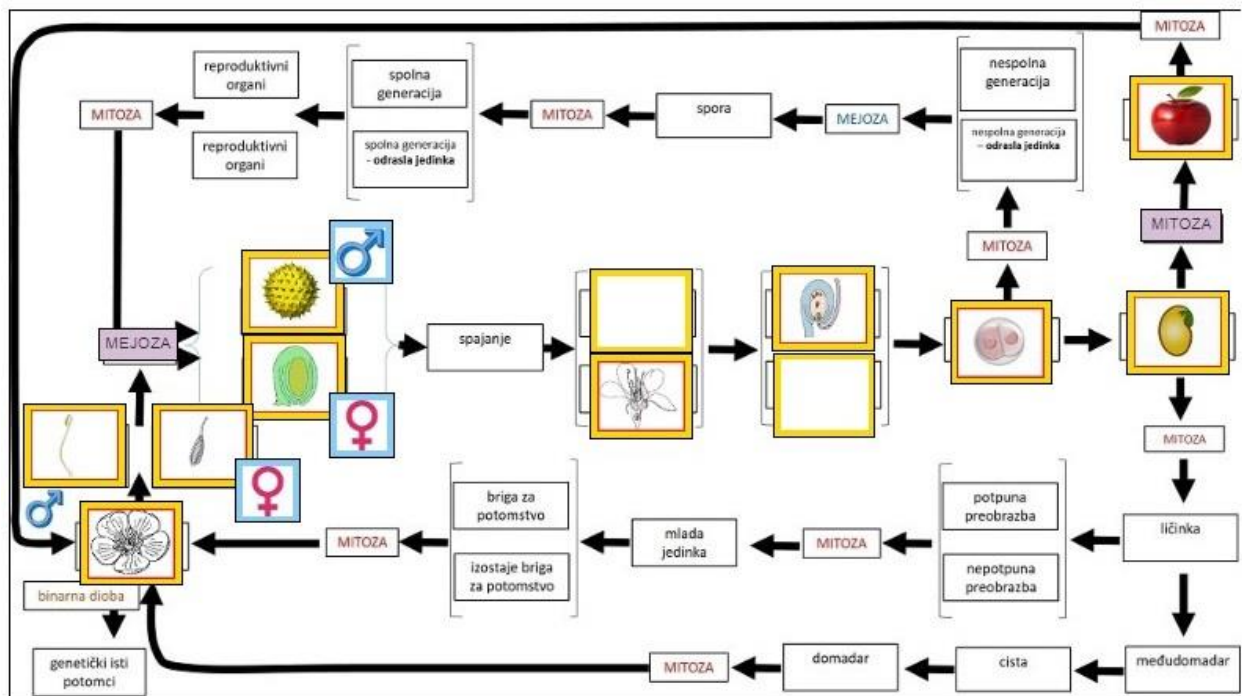 MITOZA
reproduktivni
organi
spolna
generacija
nespolna
generacija
MITOZA
MITOZA
spora
MEJOZA
reproduktivni
organi
spolna generacija
- odrasla jedinka
nespolna generacija
– odrasla jedinka
MITOZA
MITOZA
MEJOZA
spajanje
MITOZA
briga za
potomstvo
potpuna
preobrazba
MITOZA
mlada
jedinka
MITOZA
ličinka
izostaje briga
za potomstvo
nepotpuna
preobrazba
binarna dioba
genetički isti
potomci
MITOZA
domadar
cista
međudomadar